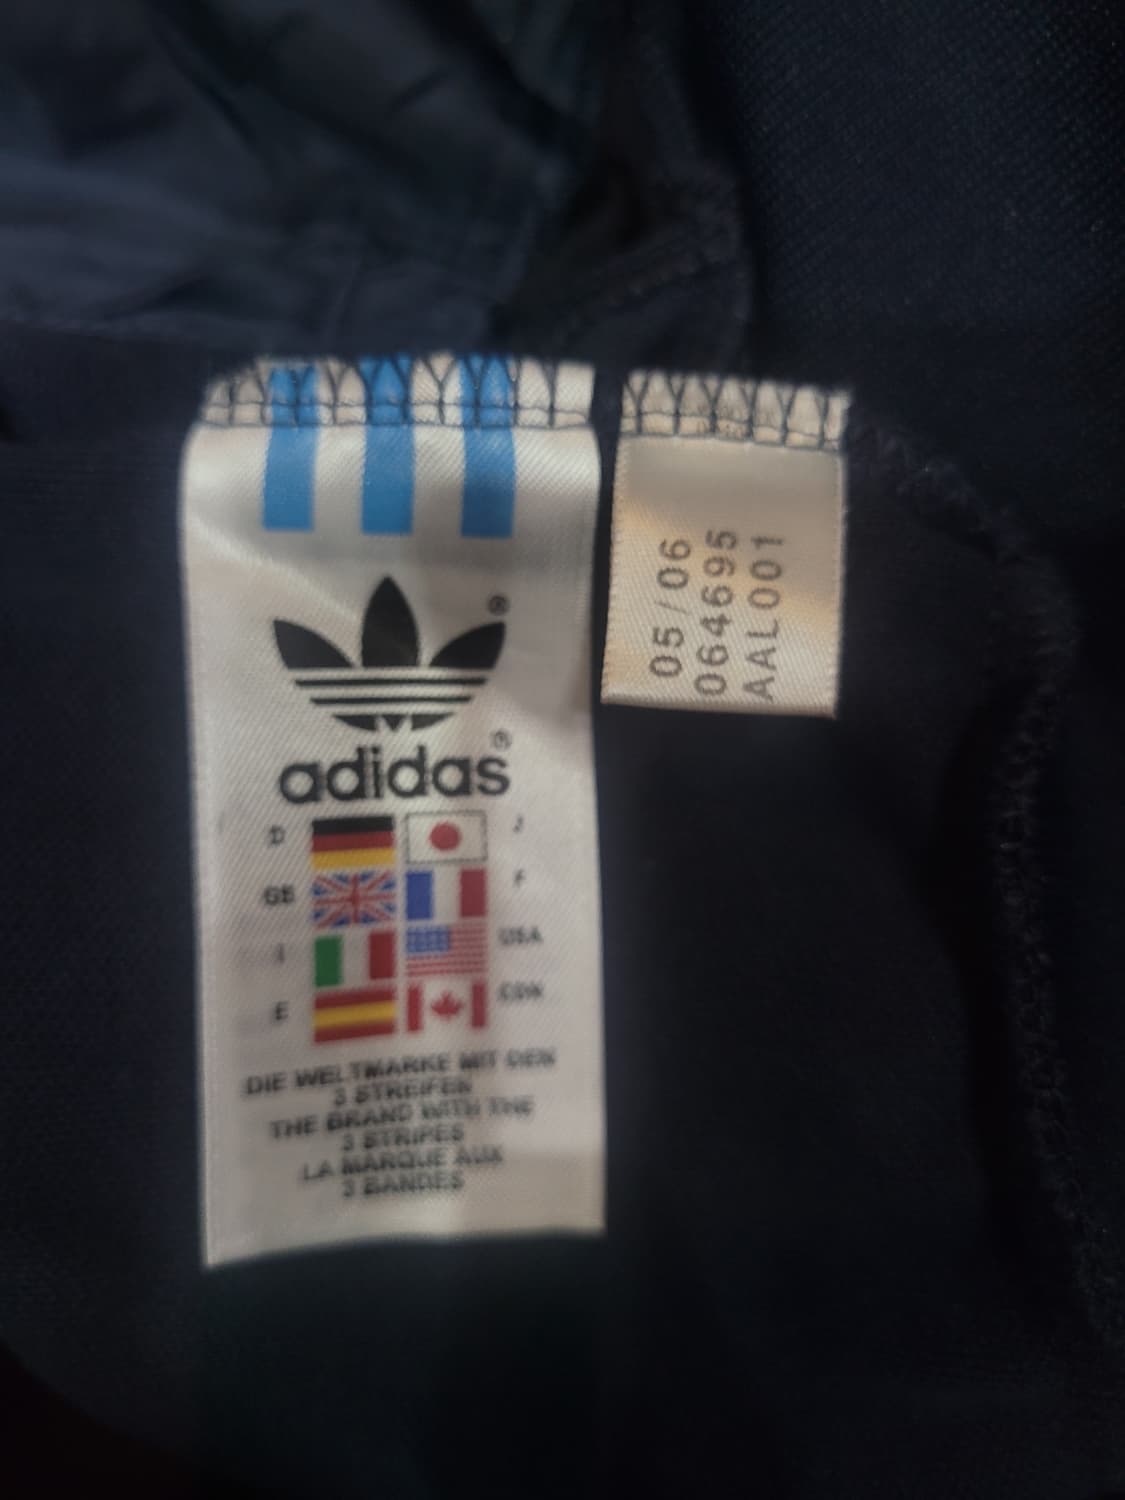 ®
adidas®
D J
GB F
I USA
E CDN
DIE WELTMARKE MIT DEN
3 STREIFEN
THE BRAND WITH THE
3 STRIPES
LA MARQUE AUX
3 BANDES
05/06
064695
AAL001